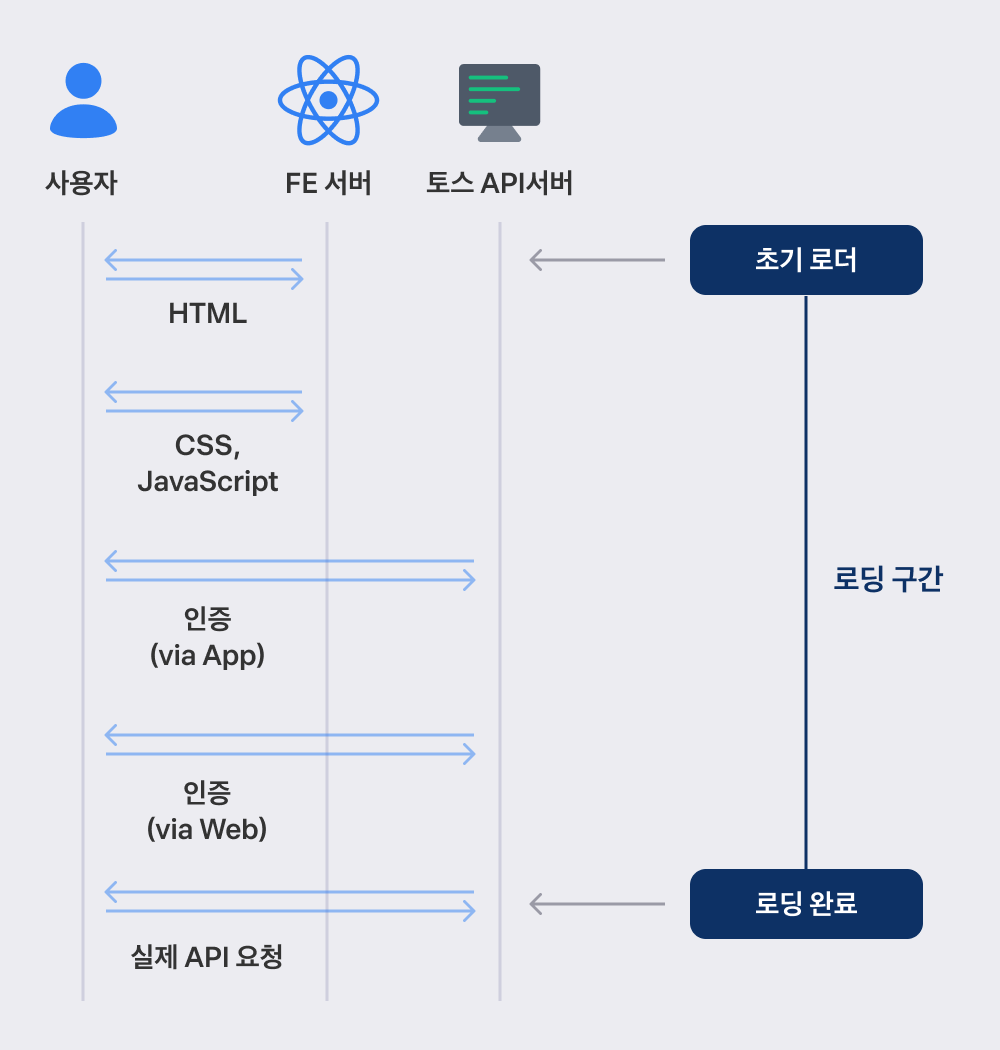 사용자
FE 서버
토스 API서버
초기 로더
HTML
CSS,
JavaScript
로딩 구간
인증
(via App)
인증
(via Web)
로딩 완료
실제 API 요청